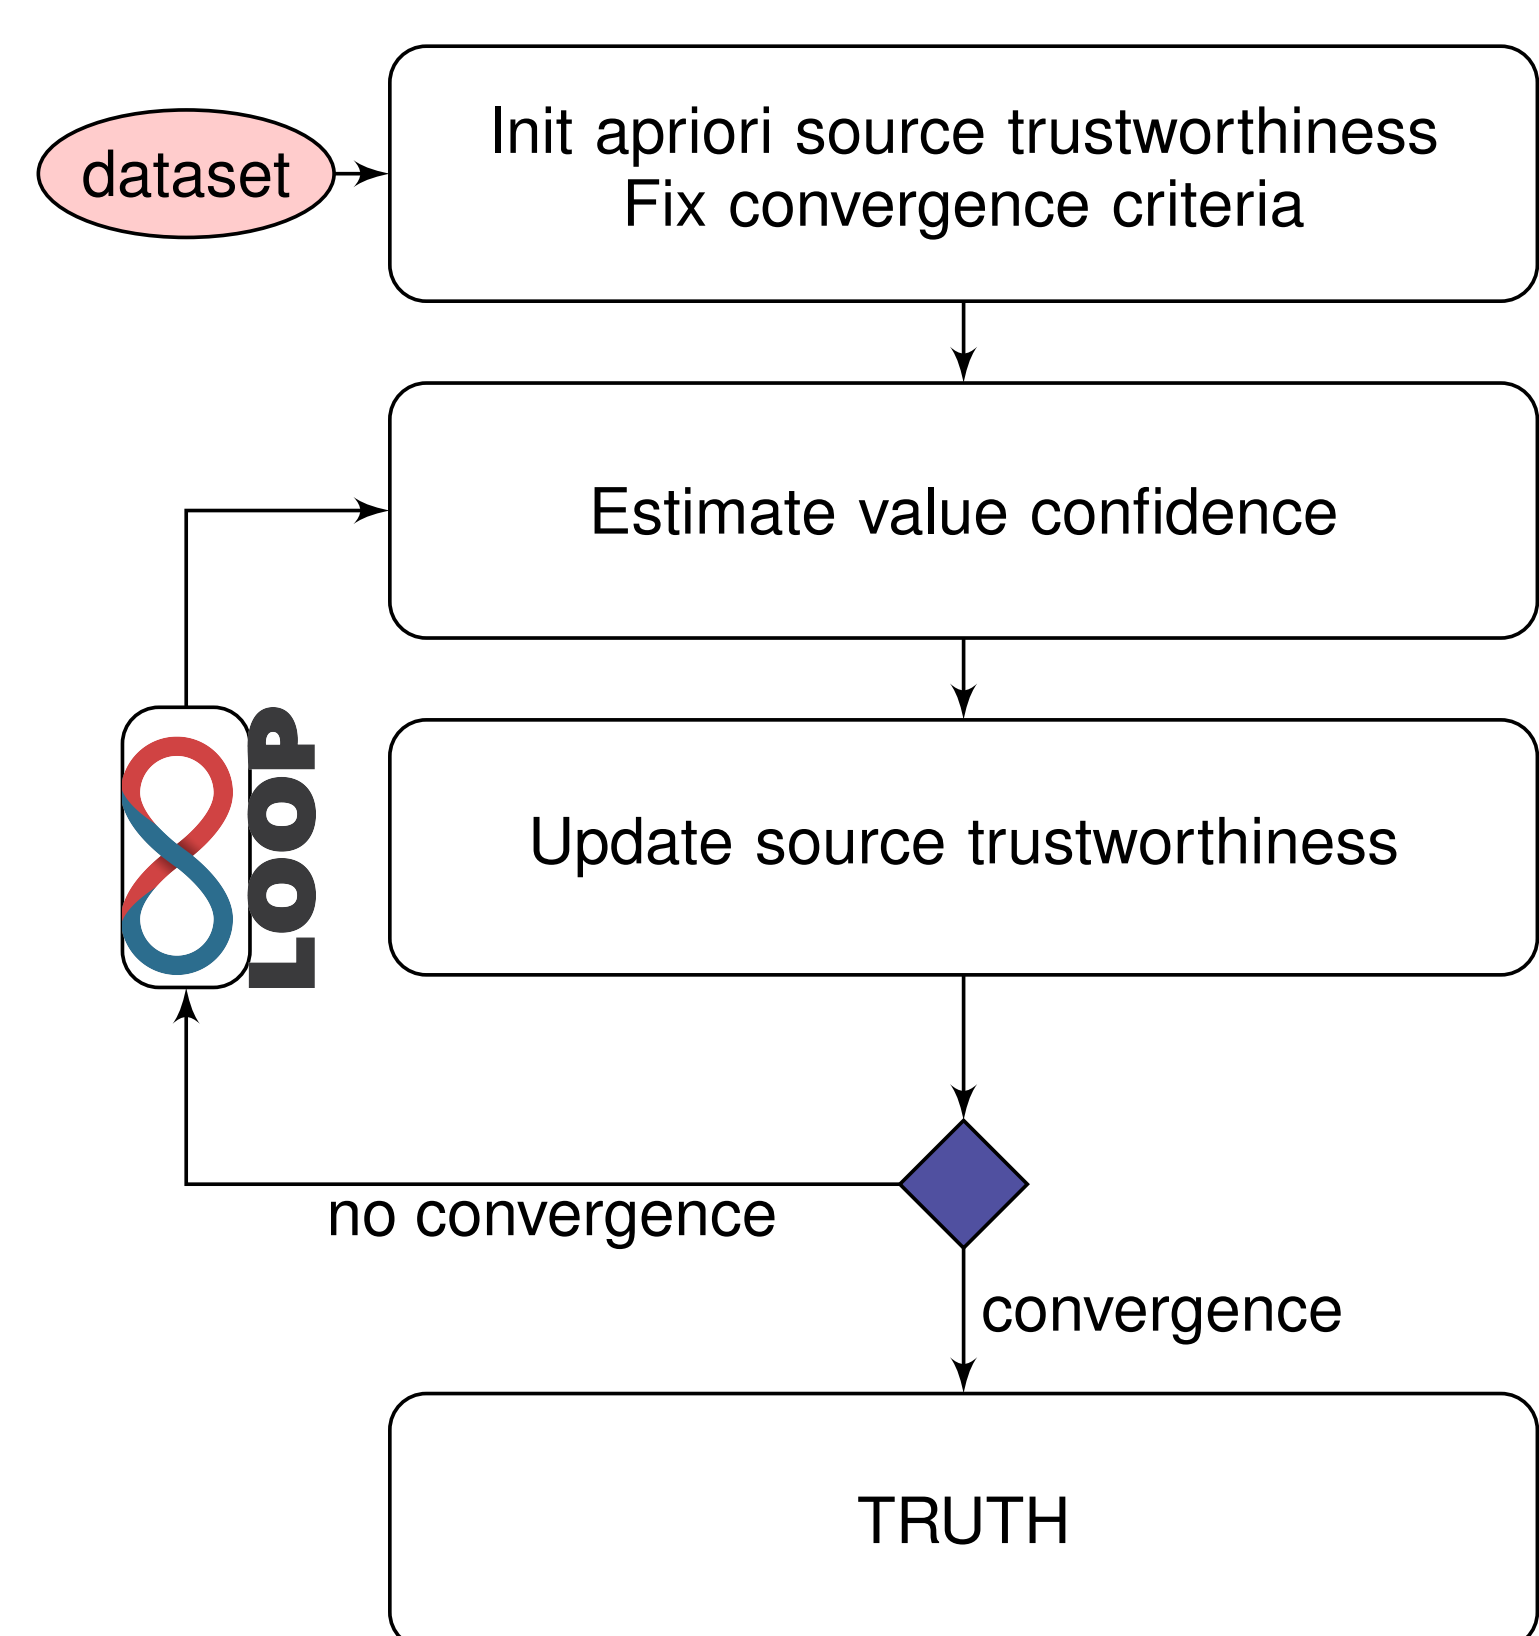 dataset
Init apriori source trustworthiness
Fix convergence criteria
Estimate value confidence
LOOP
Update source trustworthiness
no convergence
convergence
TRUTH